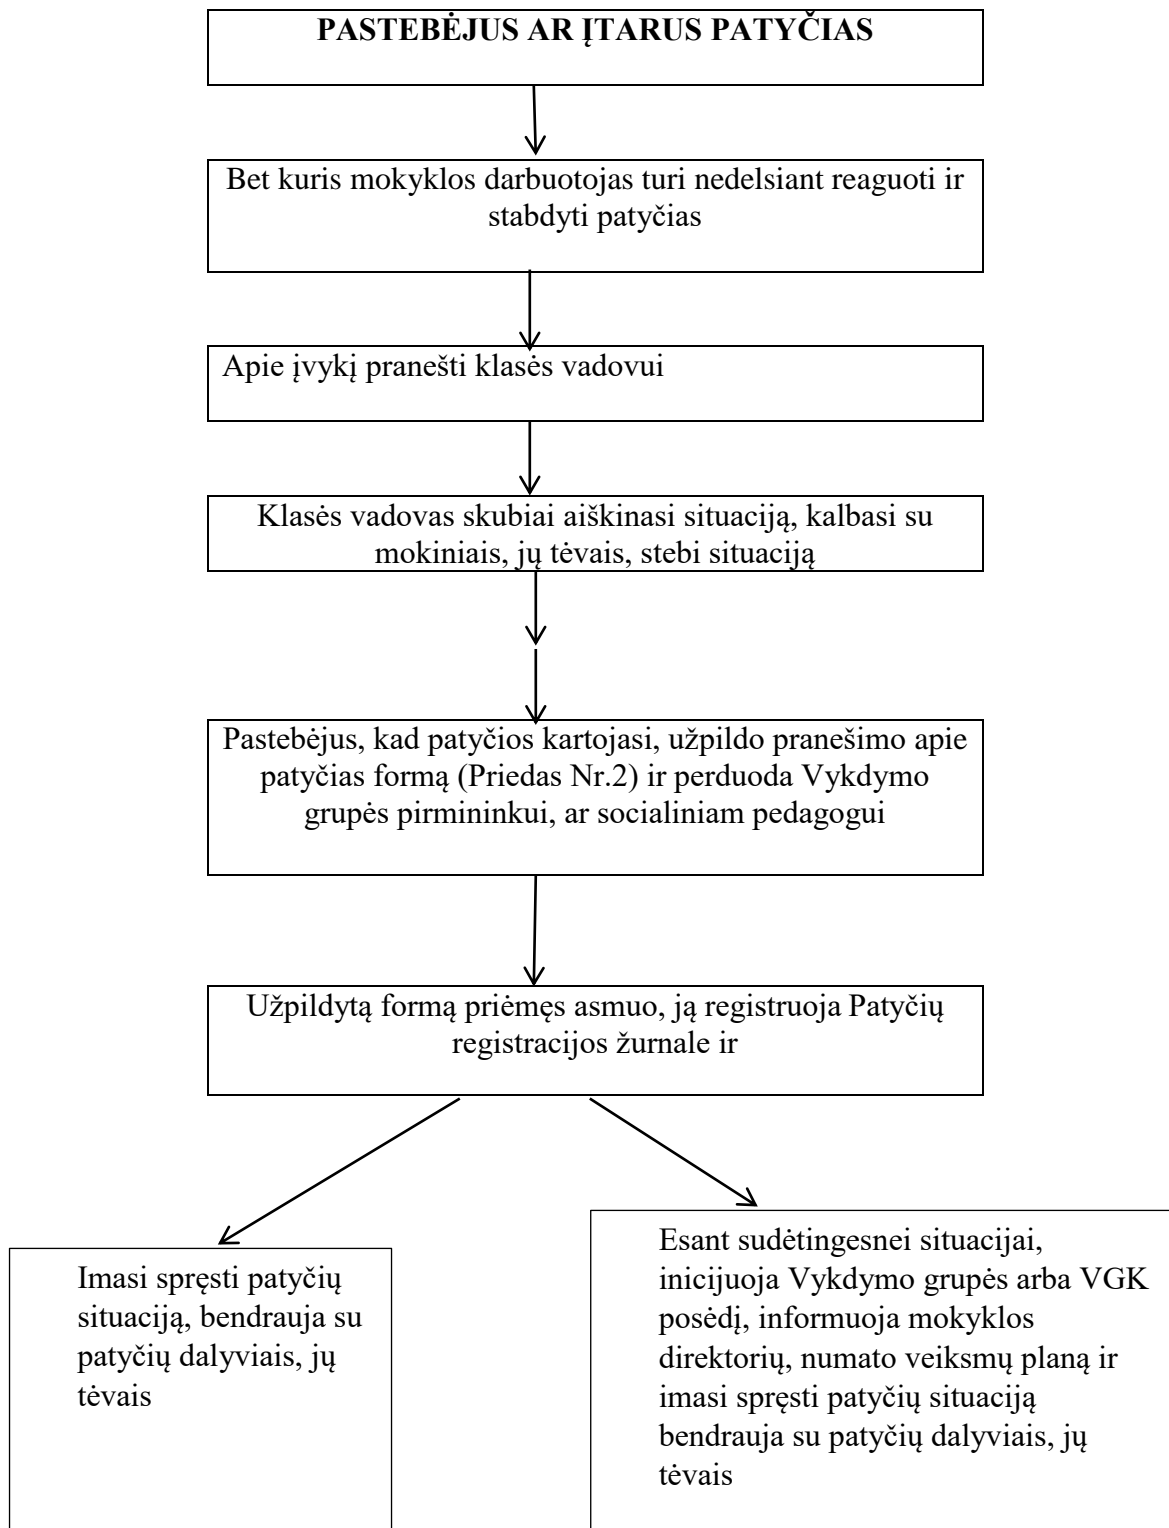 PASTEBĖJUS AR ĮTARUS PATYČIAS
Bet kuris mokyklos darbuotojas turi nedelsiant reaguoti ir
stabdyti patyčias
Apie įvykį pranešti klasės vadovui
Klasės vadovas skubiai aiškinasi situaciją, kalbasi su
mokiniais, jų tėvais, stebi situaciją
Pastebėjus, kad patyčios kartojasi, užpildo pranešimo apie
patyčias formą (Priedas Nr.2) ir perduoda Vykdymo
grupės pirmininkui, ar socialiniam pedagogui
Užpildytą formą priėmęs asmuo, ją registruoja Patyčių
registracijos žurnale ir
Imasi spręsti patyčių
situaciją, bendrauja su
patyčių dalyviais, jų
tėvais
Esant sudėtingesnei situacijai,
inicijuoja Vykdymo grupės arba VGK
posėdį, informuoja mokyklos
direktorių, numato veiksmų planą ir
imasi spręsti patyčių situaciją
bendrauja su patyčių dalyviais, jų
tėvais